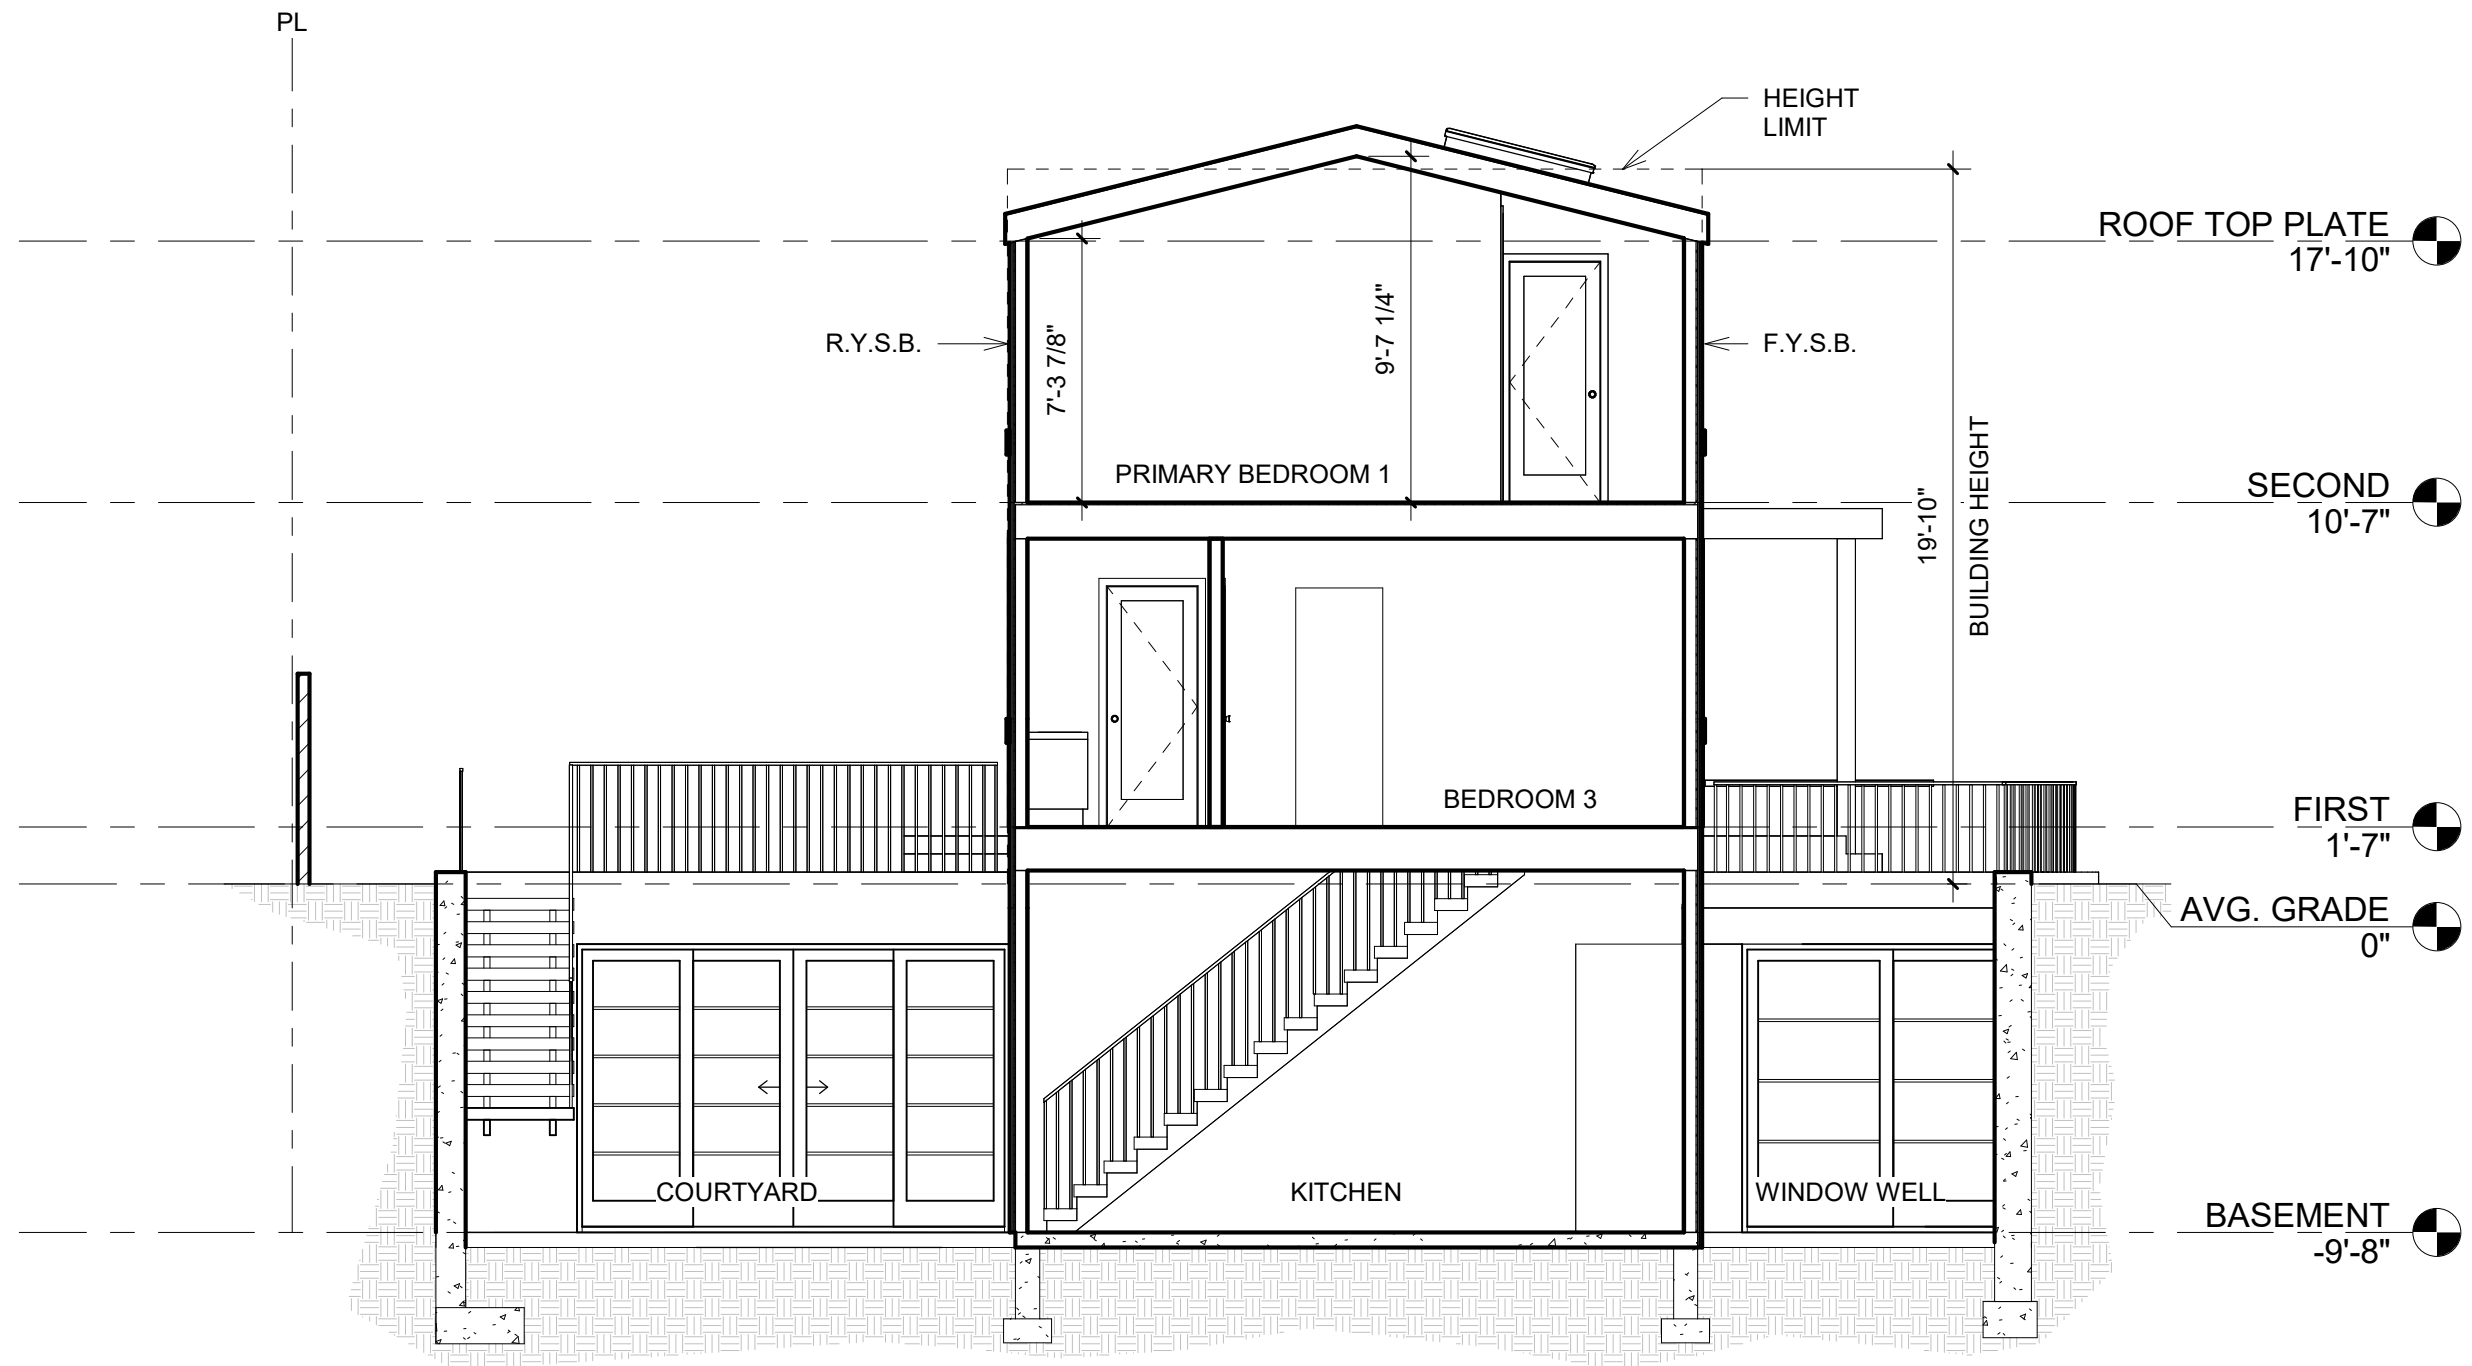 PL
HEIGHT
LIMIT
ROOF TOP PLATE
17'-10"
R.Y.S.B.
7'-3 7/8"
9'-7 1/4"
F.Y.S.B.
PRIMARY BEDROOM 1
SECOND
10'-7"
19'-10"
BUILDING HEIGHT
BEDROOM 3
FIRST
1'-7"
AVG. GRADE
0"
COURTYARD
KITCHEN
WINDOW WELL
BASEMENT
-9'-8"